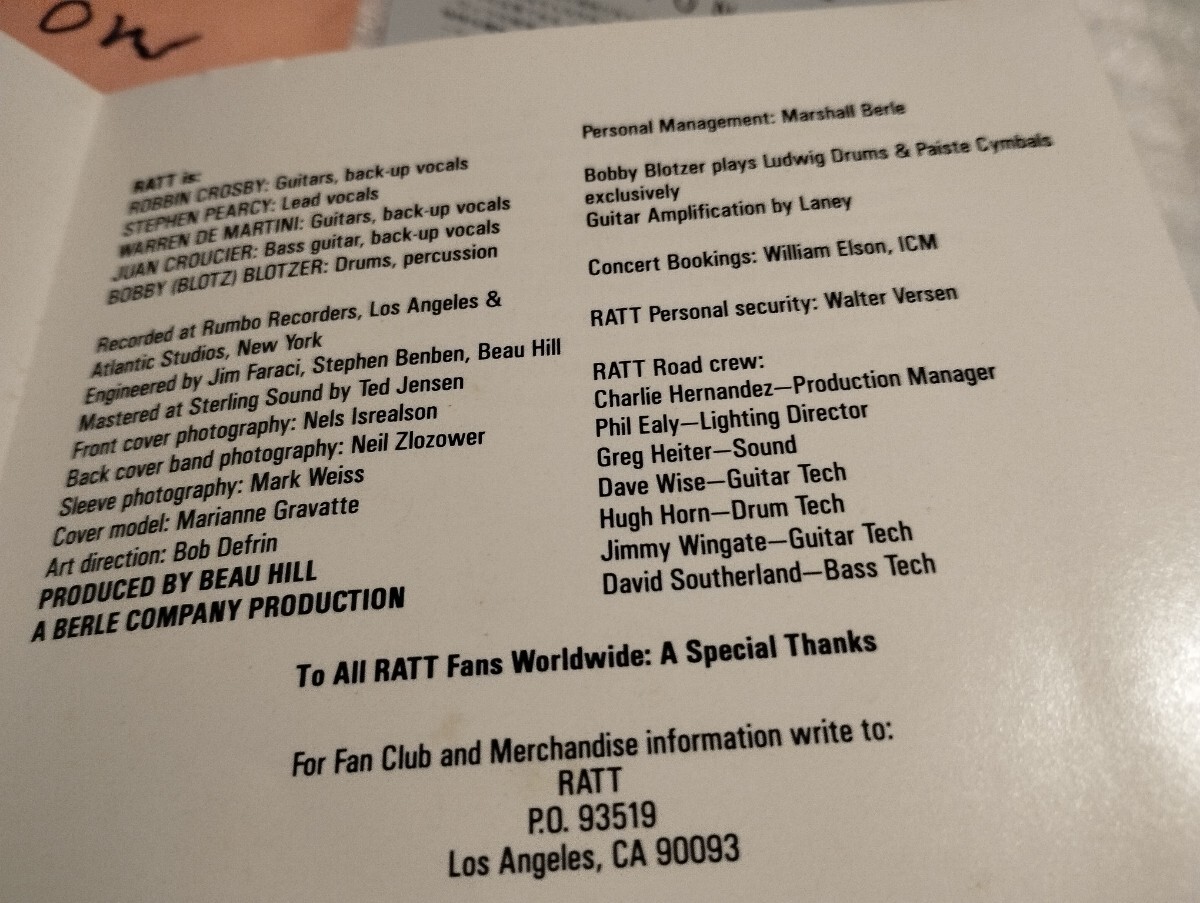 ow
RATT is:
ROBBIN CROSBY: Guitars, back-up vocals
STEPHEN PEARCY: Lead vocals
WARREN DE MARTINI: Guitars, back-up vocals
JUAN CROUCIER: Bass guitar, back-up vocals
BOBBY (BLOTZ) BLOTZER: Drums, percussion
Recorded at Rumbo Recorders, Los Angeles &
Atlantic Studios, New York
Engineered by Jim Faraci, Stephen Benben, Beau Hill
Mastered at Sterling Sound by Ted Jensen
Front cover photography: Nels Isrealson
Back cover band photography: Neil Zlozower
Sleeve photography: Mark Weiss
Cover model: Marianne Gravatte
Art direction: Bob Defrin
PRODUCED BY BEAU HILL
A BERLE COMPANY PRODUCTION
Personal Management: Marshall Berle
Bobby Blotzer plays Ludwig Drums & Paiste Cymbals
exclusively
Guitar Amplification by Laney
Concert Bookings: William Elson, ICM
RATT Personal security: Walter Versen
RATT Road crew:
Charlie Hernandez—Production Manager
Phil Ealy—Lighting Director
Greg Heiter—Sound
Dave Wise—Guitar Tech
Hugh Horn—Drum Tech
Jimmy Wingate—Guitar Tech
David Southerland—Bass Tech
To All RATT Fans Worldwide: A Special Thanks
For Fan Club and Merchandise information write to:
RATT
P.O. 93519
Los Angeles, CA 90093